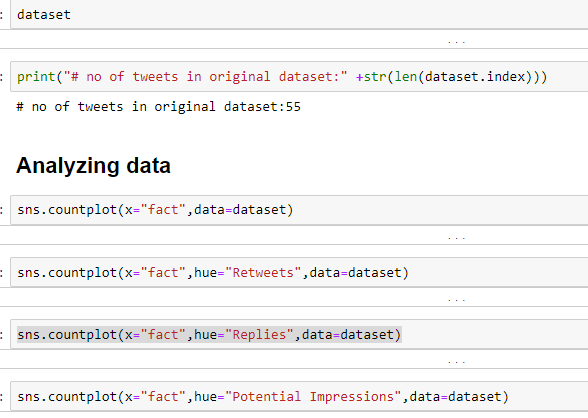 dataset
...
print("# no of tweets in original dataset:" +str(len(dataset.index)))
# no of tweets in original dataset:55
Analyzing data
sns.countplot(x="fact",data=dataset)
...
sns.countplot(x="fact",hue="Retweets",data=dataset)
...
sns.countplot(x="fact",hue="Replies",data=dataset)
...
sns.countplot(x="fact",hue="Potential Impressions",data=dataset)